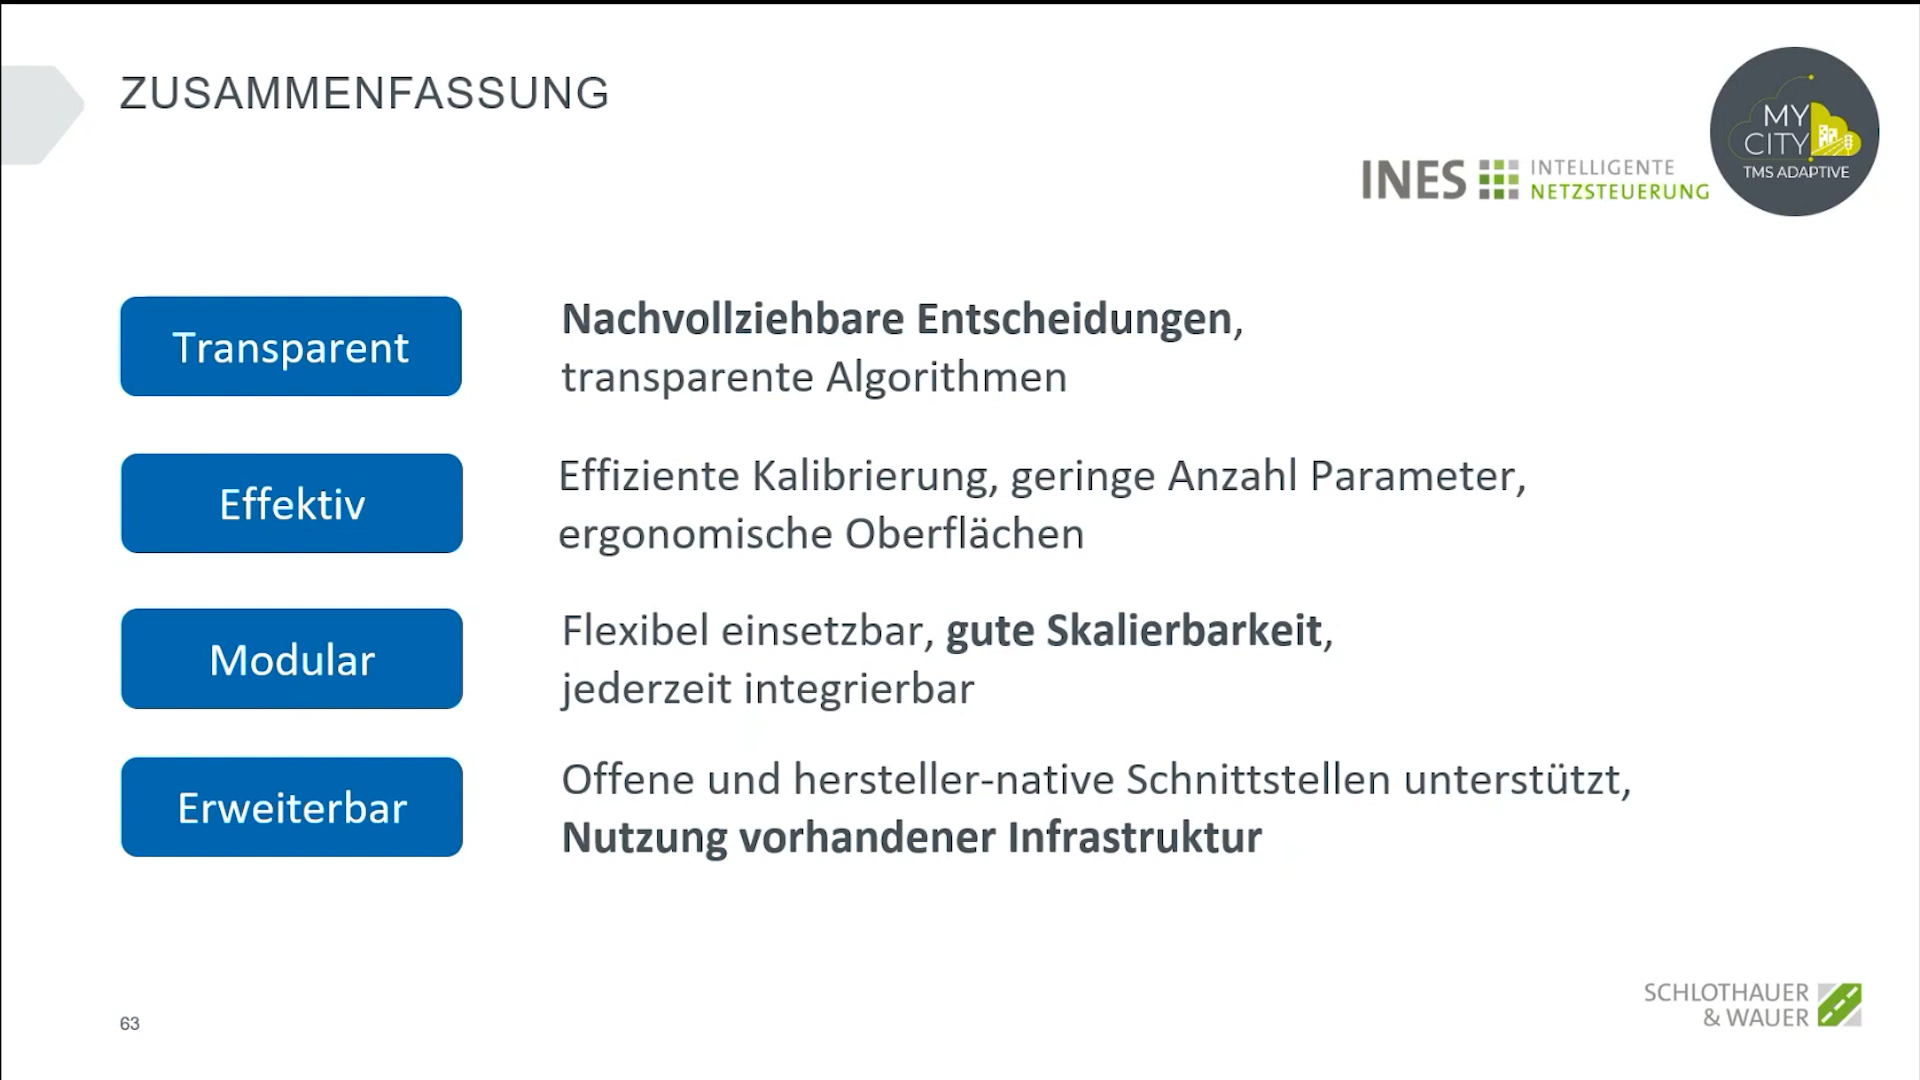 ZUSAMMENFASSUNG
INES INTELLIGENTE
NETZSTEUERUNG
MY
CITY
TMS ADAPTIVE
Transparent
Nachvollziehbare Entscheidungen,
transparente Algorithmen
Effektiv
Effiziente Kalibrierung, geringe Anzahl Parameter,
ergonomische Oberflächen
Modular
Flexibel einsetzbar, gute Skalierbarkeit,
jederzeit integrierbar
Erweiterbar
Offene und hersteller-native Schnittstellen unterstützt,
Nutzung vorhandener Infrastruktur
63
SCHLOTHAUER
& WAUER